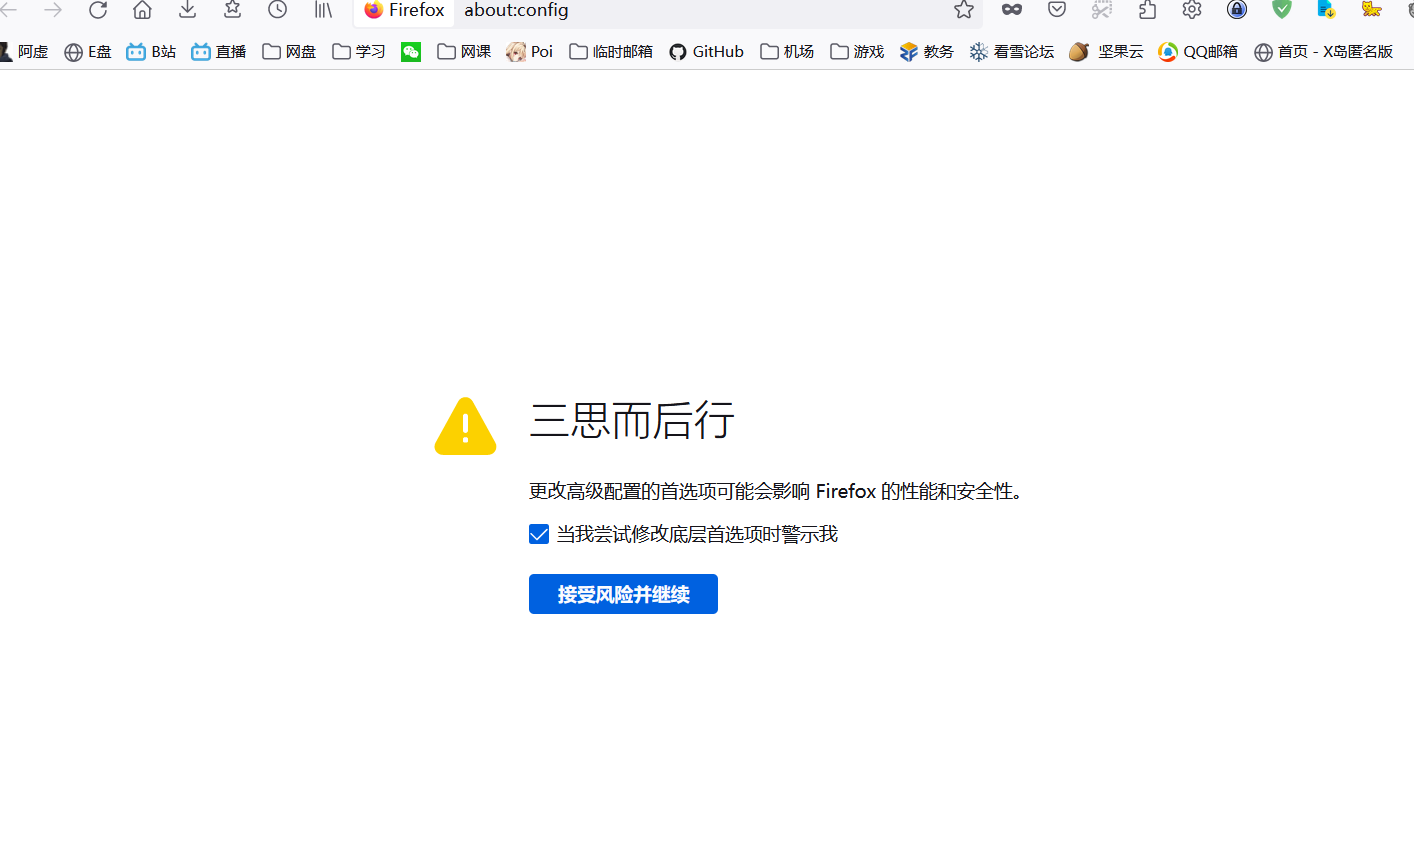 Firefox about:config
阿虚 E盘 B站 直播 网盘 学习 网课 Poi 临时邮箱 GitHub 机场 游戏 教务 看雪论坛 坚果云 QQ邮箱 首页 - X岛匿名版
三思而后行
更改高级配置的首选项可能会影响 Firefox 的性能和安全性。
当我尝试修改底层首选项时警示我
接受风险并继续